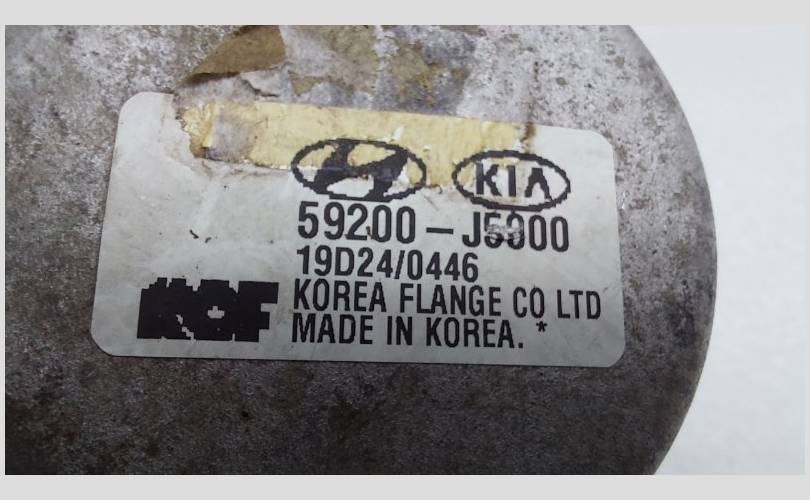 KIA
59200-J5000
19D24/0446
KOREA FLANGE CO LTD
KOF
MADE IN KOREA. *